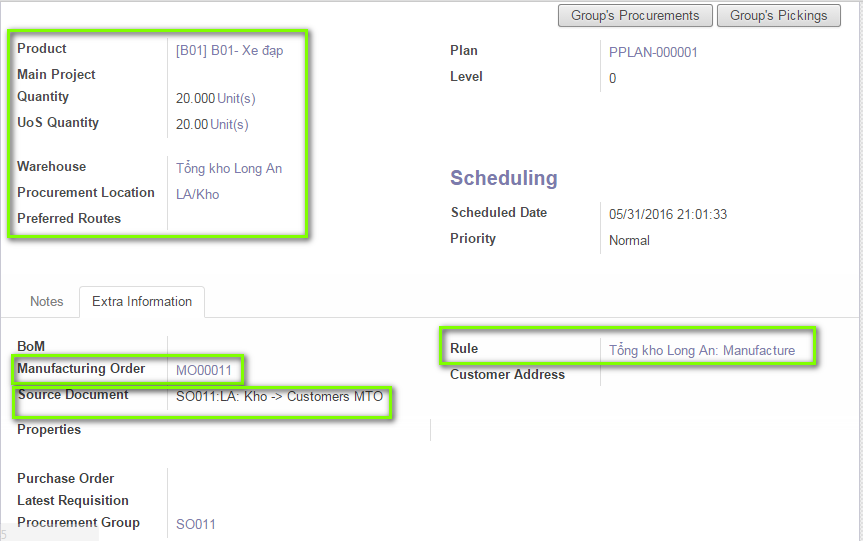 Group's Procurements Group's Pickings
Product [B01] B01- Xe đạp
Main Project
Quantity 20.000 Unit(s)
UoS Quantity 20.00 Unit(s)
Warehouse Tổng kho Long An
Procurement Location LA/Kho
Preferred Routes
Plan PPLAN-000001
Level 0
Scheduling
Scheduled Date 05/31/2016 21:01:33
Priority Normal
Notes Extra Information
BoM
Manufacturing Order MO00011
Source Document SO011:LA: Kho -> Customers MTO
Properties
Rule Tổng kho Long An: Manufacture
Customer Address
Purchase Order
Latest Requisition
Procurement Group SO011
5